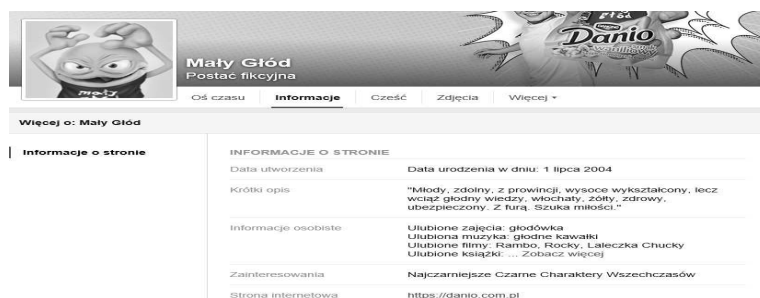 Danio
Mały Głód
Postać fikcyjna
mały
Oś czasu Informacje Cześć Zdjęcia Więcej
Więcej o: Mały Głód
Informacje o stronie
INFORMACJE O STRONIE
Data utworzenia Data urodzenia w dniu: 1 lipca 2004
Krótki opis "Młody, zdolny, z prowincji, wysoce wykształcony, lecz
wciąż głodny wiedzy, włochaty, żółty, zdrowy,
ubezpieczony. Z furą. Szuka miłości."
Informacje osobiste Ulubione zajęcia: głodówka
Ulubiona muzyka: głodne kawałki
Ulubione filmy: Rambo, Rocky, Laleczka Chucky
Ulubione książki: ... Zobacz więcej
Zainteresowania Najczarniejsze Czarne Charaktery Wszechczasów
Strona internetowa https://danio.com.pl